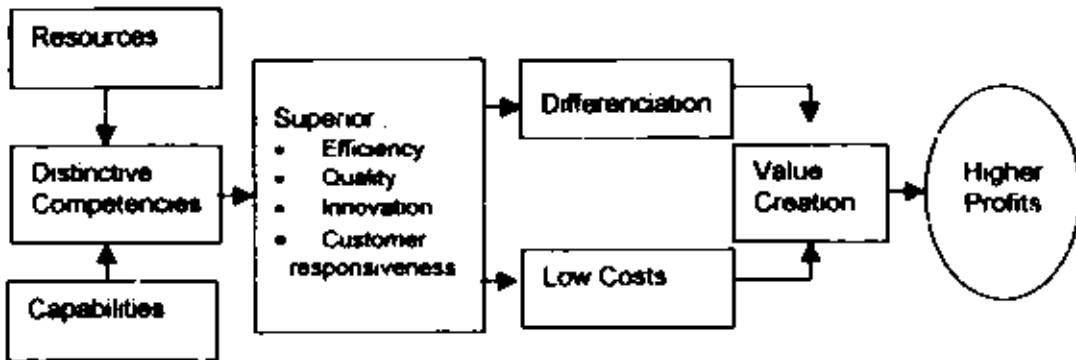 Resources
Distinctive
Competencies
Capabilities
Superior
• Efficiency
• Quality
• Innovation
• Customer
responsiveness
Differenciation
Low Costs
Value
Creation
Higher
Profits